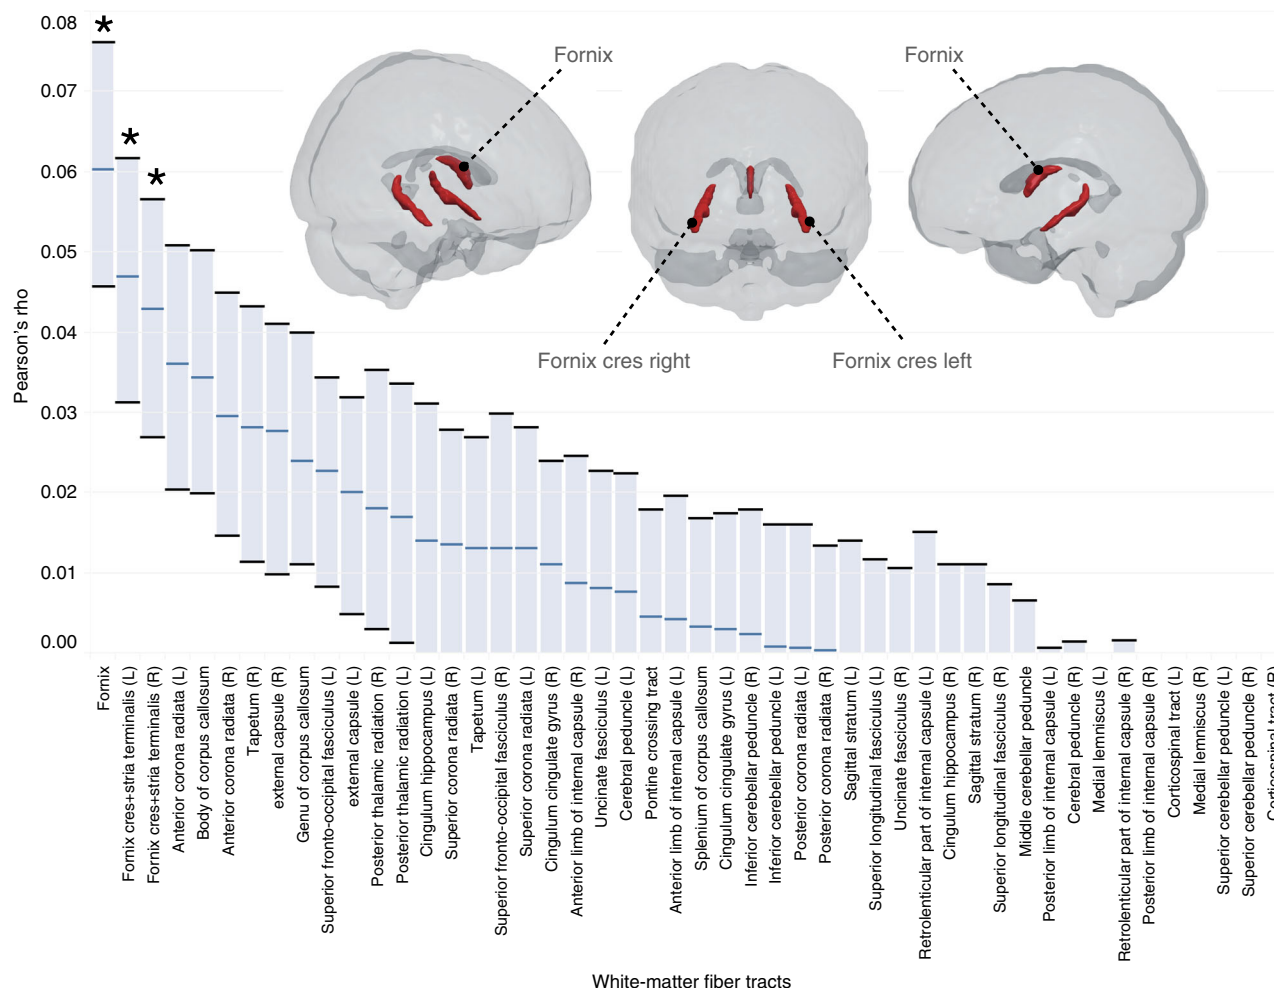 0.08
0.07
0.06
0.05
0.04
0.03
0.02
0.01
0.00
Pearson's rho
*
*
*
Fornix
Fornix
Fornix cres right
Fornix cres left
Fornix
Fornix cres+stria terminalis (L)
Fornix cres+stria terminalis (R)
Anterior corona radiata (L)
Body of corpus callosum
Anterior corona radiata (R)
Tapetum (R)
external capsule (R)
Genu of corpus callosum
Superior fronto-occipital fasciculus (L)
external capsule (L)
Posterior thalamic radiation (R)
Posterior thalamic radiation (L)
Cingulum hippocampus (L)
Superior corona radiata (R)
Tapetum (L)
Superior fronto-occipital fasciculus (R)
Superior corona radiata (L)
Cingulum cingulate gyrus (R)
Anterior limb of internal capsule (R)
Uncinate fasciculus (L)
Cerebral peduncle (L)
Pontine crossing tract
Anterior limb of internal capsule (L)
Splenium of corpus callosum
Cingulum cingulate gyrus (L)
Inferior cerebellar peduncle (R)
Inferior cerebellar peduncle (L)
Posterior corona radiata (L)
Posterior corona radiata (R)
Sagittal stratum (L)
Superior longitudinal fasciculus (L)
Uncinate fasciculus (R)
Retrolenticular part of internal capsule (L)
Cingulum hippocampus (R)
Sagittal stratum (R)
Superior longitudinal fasciculus (R)
Middle cerebellar peduncle
Posterior limb of internal capsule (L)
Cerebral peduncle (R)
Medial lemniscus (L)
Retrolenticular part of internal capsule (R)
Posterior limb of internal capsule (R)
Corticospinal tract (L)
Medial lemniscus (R)
Superior cerebellar peduncle (L)
Superior cerebellar peduncle (R)
Corticospinal tract (R)
White-matter fiber tracts